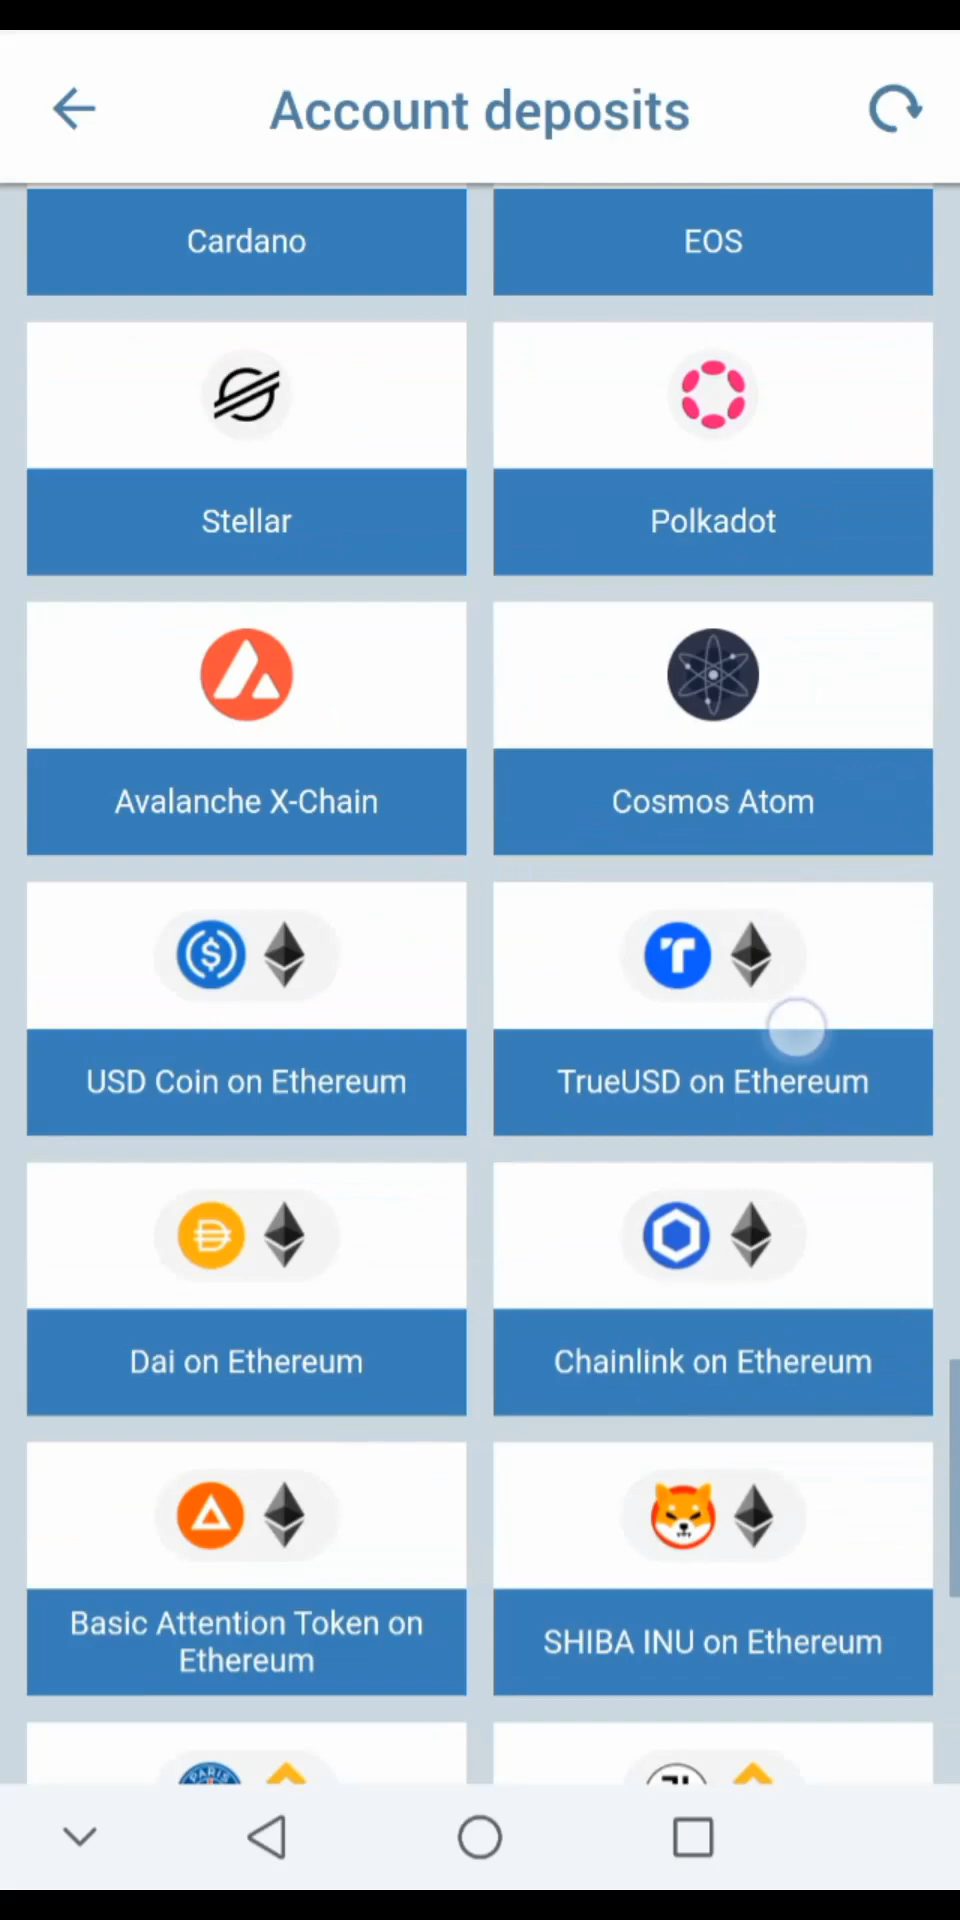 Account deposits
Cardano
EOS
Stellar
Polkadot
Avalanche X-Chain
Cosmos Atom
USD Coin on Ethereum
TrueUSD on Ethereum
Dai on Ethereum
Chainlink on Ethereum
Basic Attention Token on
Ethereum
SHIBA INU on Ethereum
PARIS